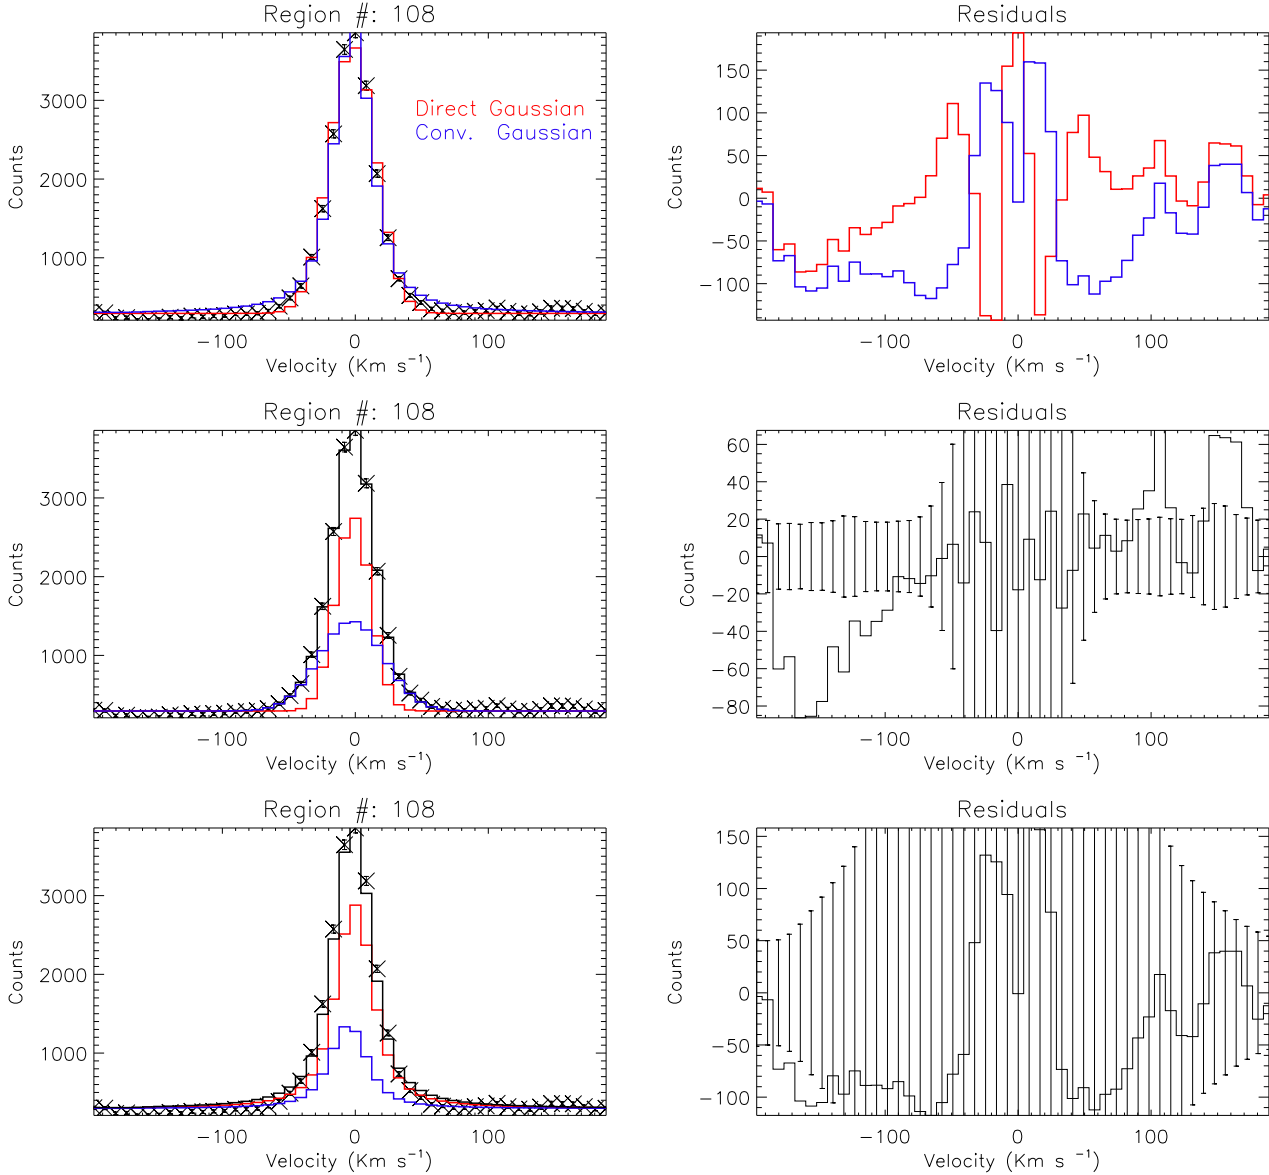 Region #: 108
Counts
3000
2000
1000
Direct Gaussian
Conv. Gaussian
-100 0 100
Velocity (Km s⁻¹)
Residuals
Counts
150
100
50
0
-50
-100
-100 0 100
Velocity (Km s⁻¹)
Region #: 108
Counts
3000
2000
1000
-100 0 100
Velocity (Km s⁻¹)
Residuals
Counts
60
40
20
0
-20
-40
-60
-80
-100 0 100
Velocity (Km s⁻¹)
Region #: 108
Counts
3000
2000
1000
-100 0 100
Velocity (Km s⁻¹)
Residuals
Counts
150
100
50
0
-50
-100
-100 0 100
Velocity (Km s⁻¹)